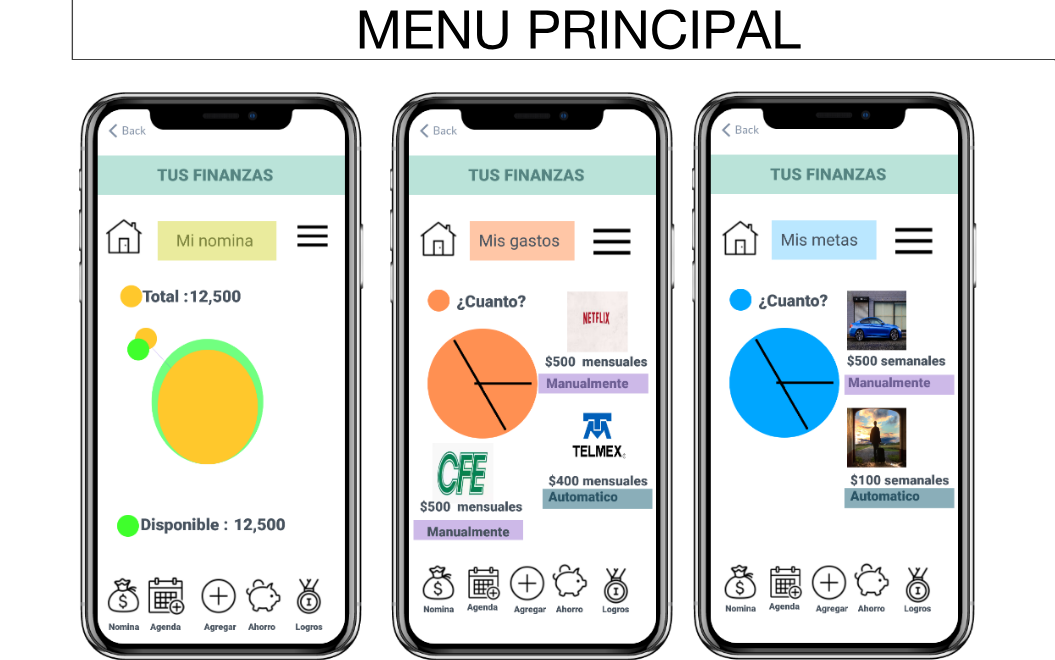 MENU PRINCIPAL
Back
TUS FINANZAS
Mi nomina
Total :12,500
Disponible : 12,500
Nomina
Agenda
Agregar
Ahorro
Logros
Back
TUS FINANZAS
Mis gastos
¿Cuanto?
NETFLIX
$500 mensuales
Manualmente
TELMEX
$400 mensuales
Automatico
CFE
$500 mensuales
Manualmente
Nomina
Agenda
Agregar
Ahorro
Logros
Back
TUS FINANZAS
Mis metas
¿Cuanto?
$500 semanales
Manualmente
$100 semanales
Automatico
Nomina
Agenda
Agregar
Ahorro
Logros